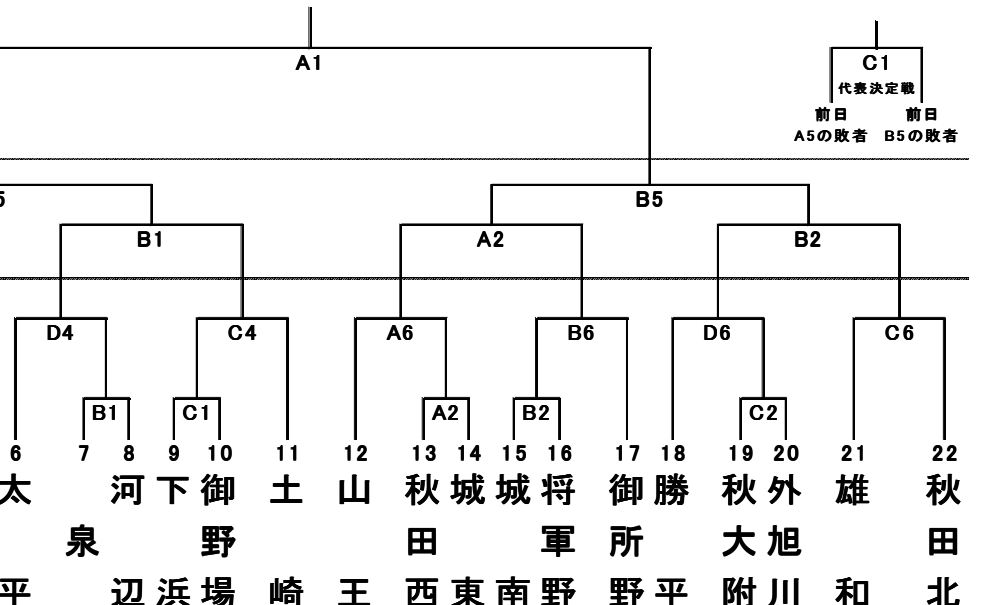 A1
C1
代表決定戦
前日
A5の敗者
前日
B5の敗者
5
B5
B1
A2
B2
D4
C4
A6
B6
D6
C6
B1
C1
A2
B2
C2
6 7 8 9 10 11 12 13 14 15 16 17 18 19 20 21 22
太平
泉
河辺
下浜
御野場
土崎
山王
秋田西
城東
城南
将軍野
御所野
勝平
秋大附
外旭川
雄和
秋田北